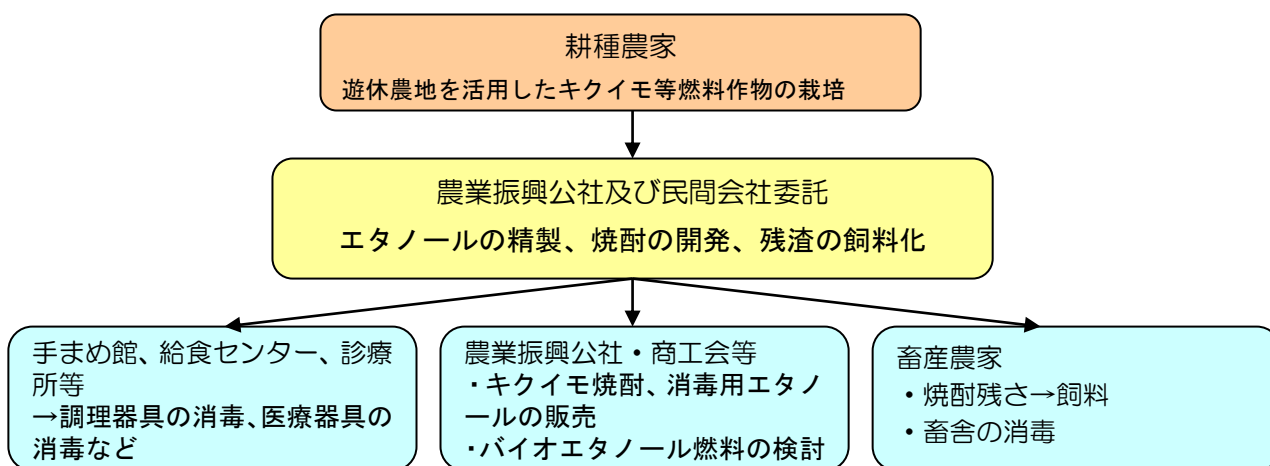 耕種農家
遊休農地を活用したキクイモ等燃料作物の栽培
農業振興公社及び民間会社委託
エタノールの精製、焼酎の開発、残渣の飼料化
手まめ館、給食センター、診療
所等
→調理器具の消毒、医療器具の
消毒など
農業振興公社・商工会等
・キクイモ焼酎、消毒用エタノ
ールの販売
・バイオエタノール燃料の検討
畜産農家
・焼酎残さ→飼料
・畜舎の消毒